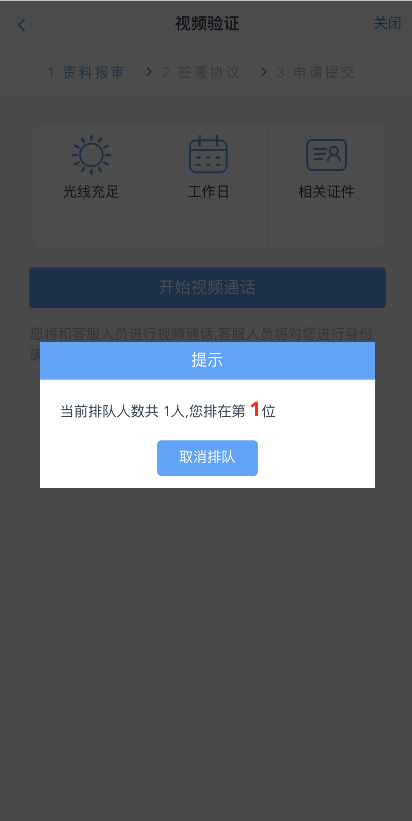 视频验证
关闭
1.资料报审 > 2.签署协议 > 3.申请提交
光线充足 工作日 相关证件
开始视频通话
您将和客服人员进行视频通话,客服人员将对您进行身份
提示
当前排队人数共 1人,您排在第 1位
取消排队